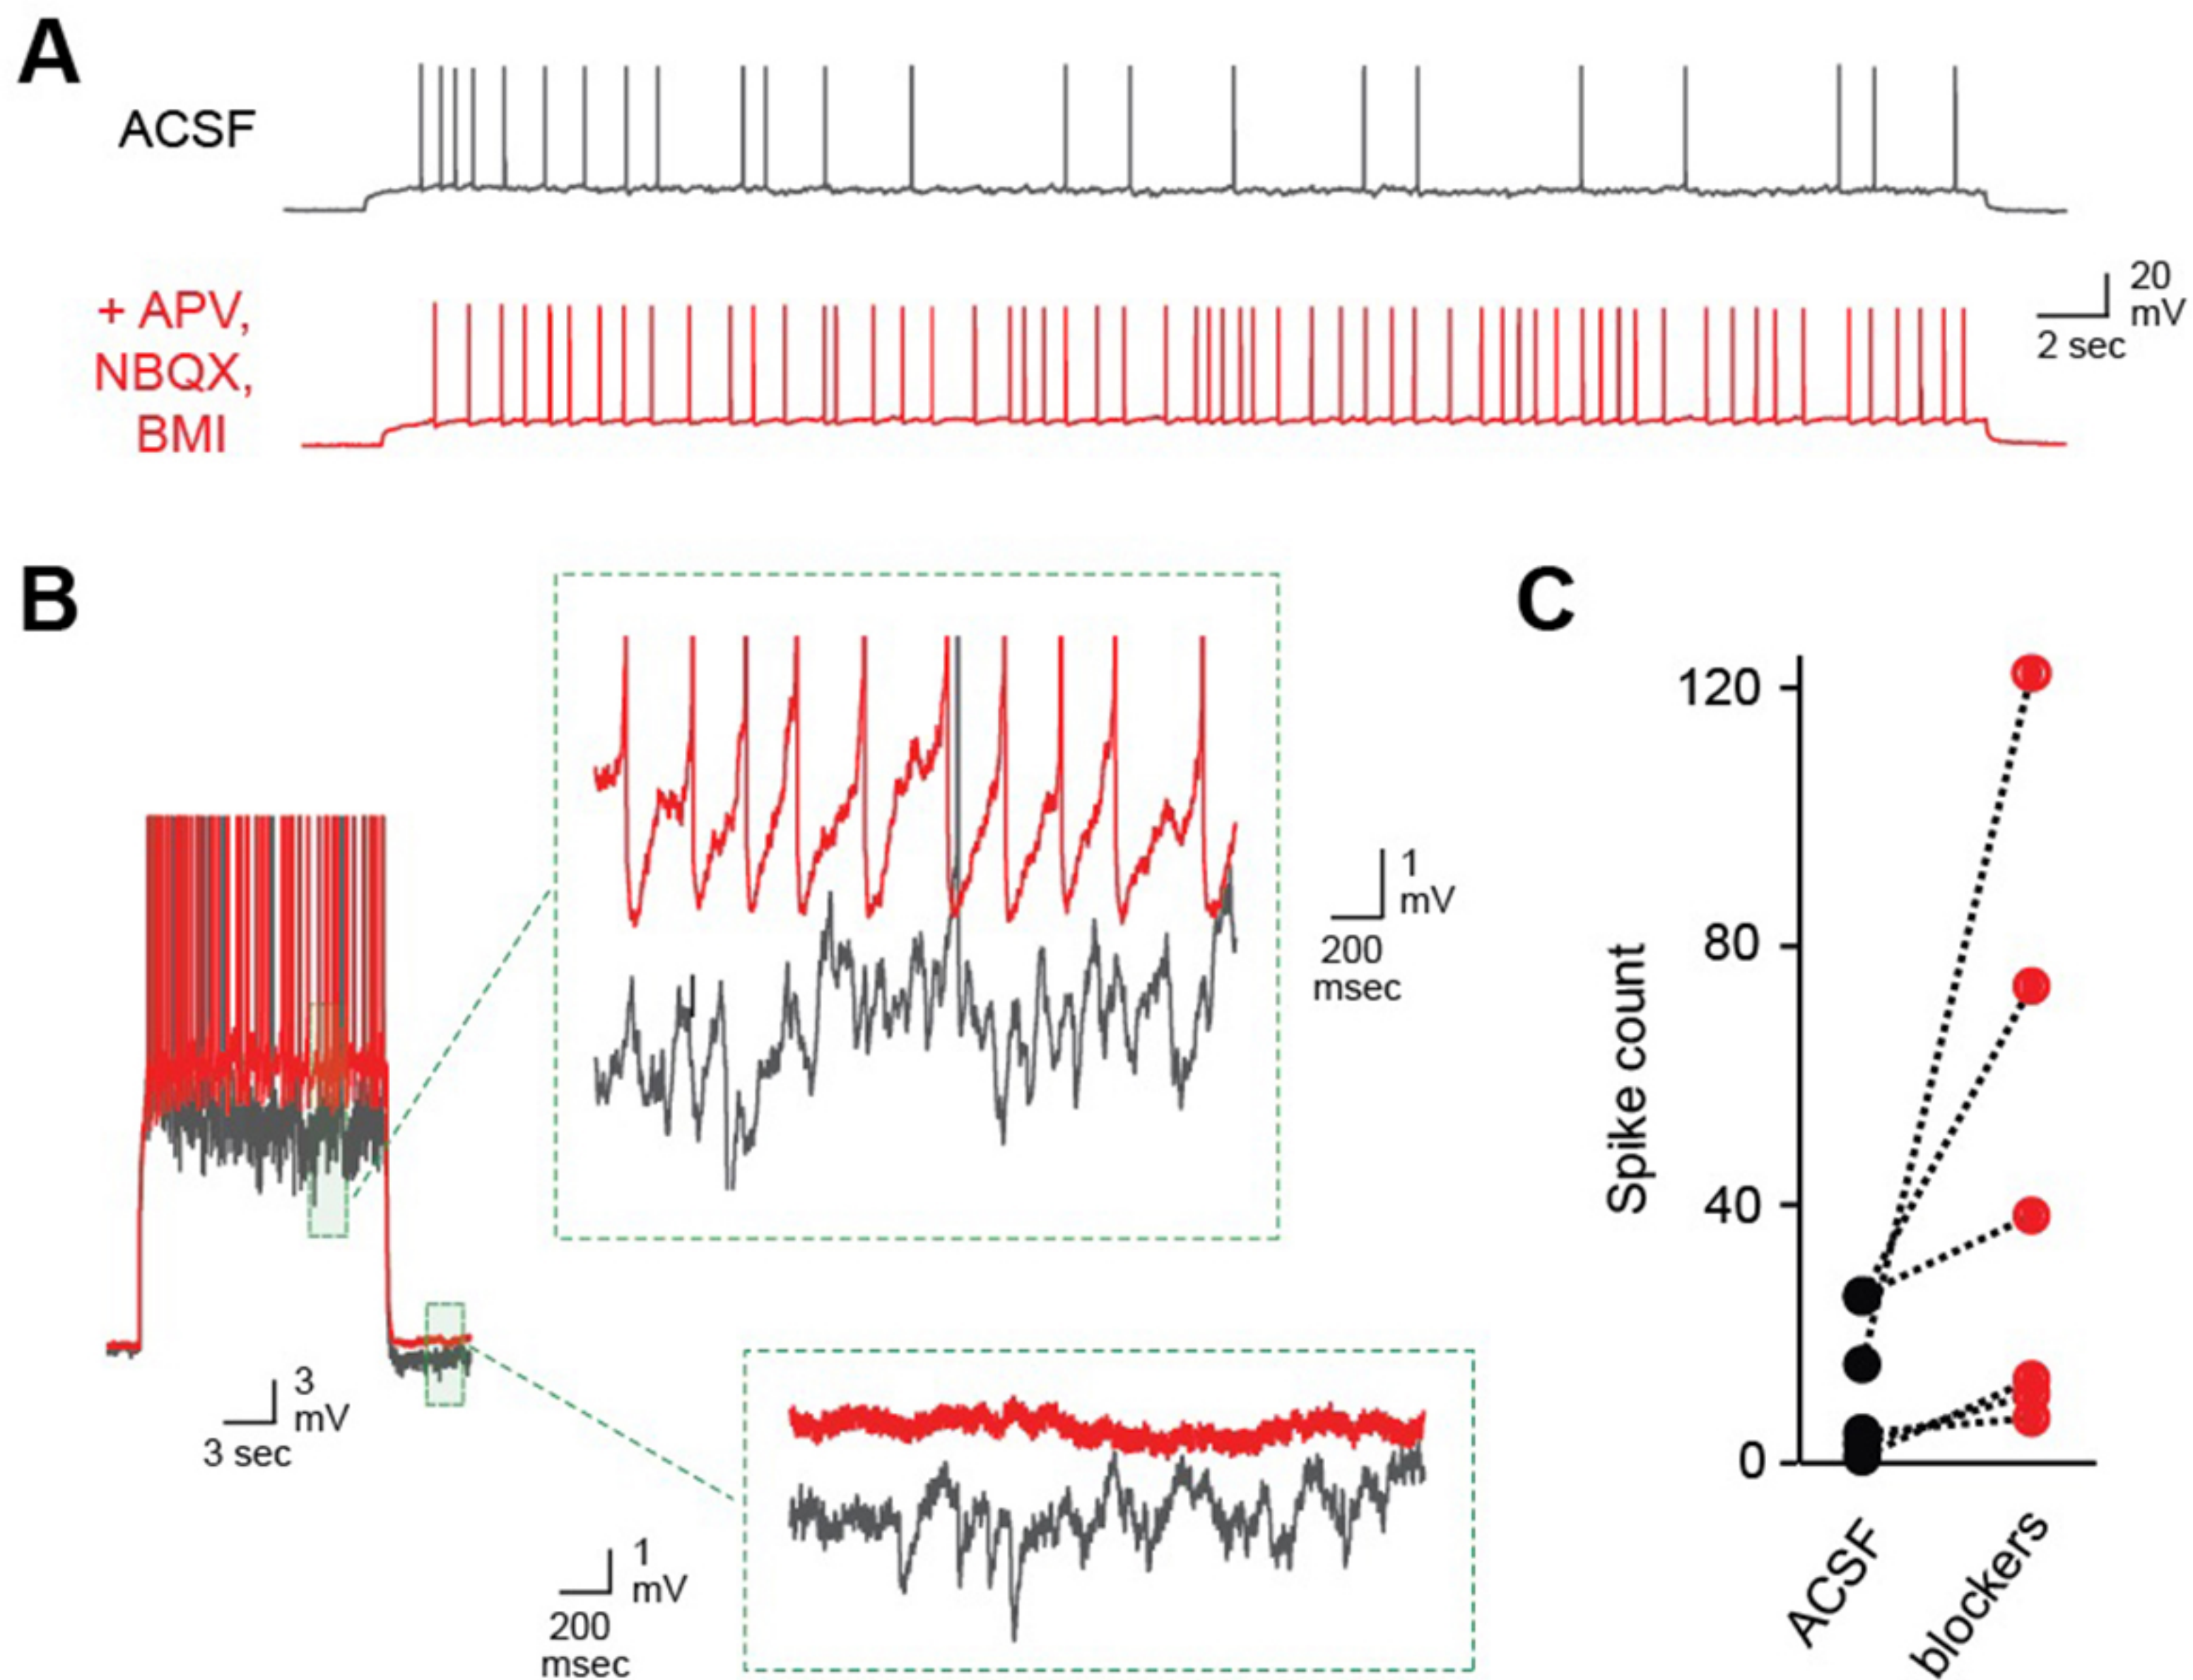 A
ACSF
+ APV,
NBQX,
BMI
20
mV
2 sec
B
1
mV
200
msec
3
mV
3 sec
1
mV
200
msec
C
120
80
40
0
Spike count
ACSF
blockers